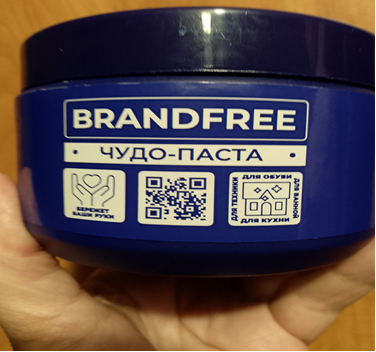 BRANDFREE
• ЧУДО-ПАСТА •
БЕРЕЖЕТ
ВАШИ РУКИ
ДЛЯ ОБУВИ
ДЛЯ ТЕХНИКИ
ДЛЯ ВАННОЙ
ДЛЯ КУХНИ